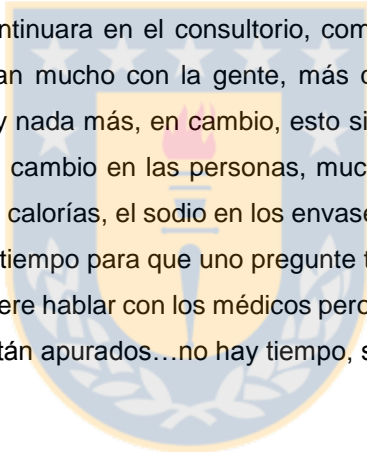 ntinuara en el consultorio, com
an mucho con la gente, más
y nada más, en cambio, esto si
cambio en las personas, muc
calorías, el sodio en los envase
tiempo para que uno pregunte t
ere hablar con los médicos pero
tán apurados…no hay tiempo, s